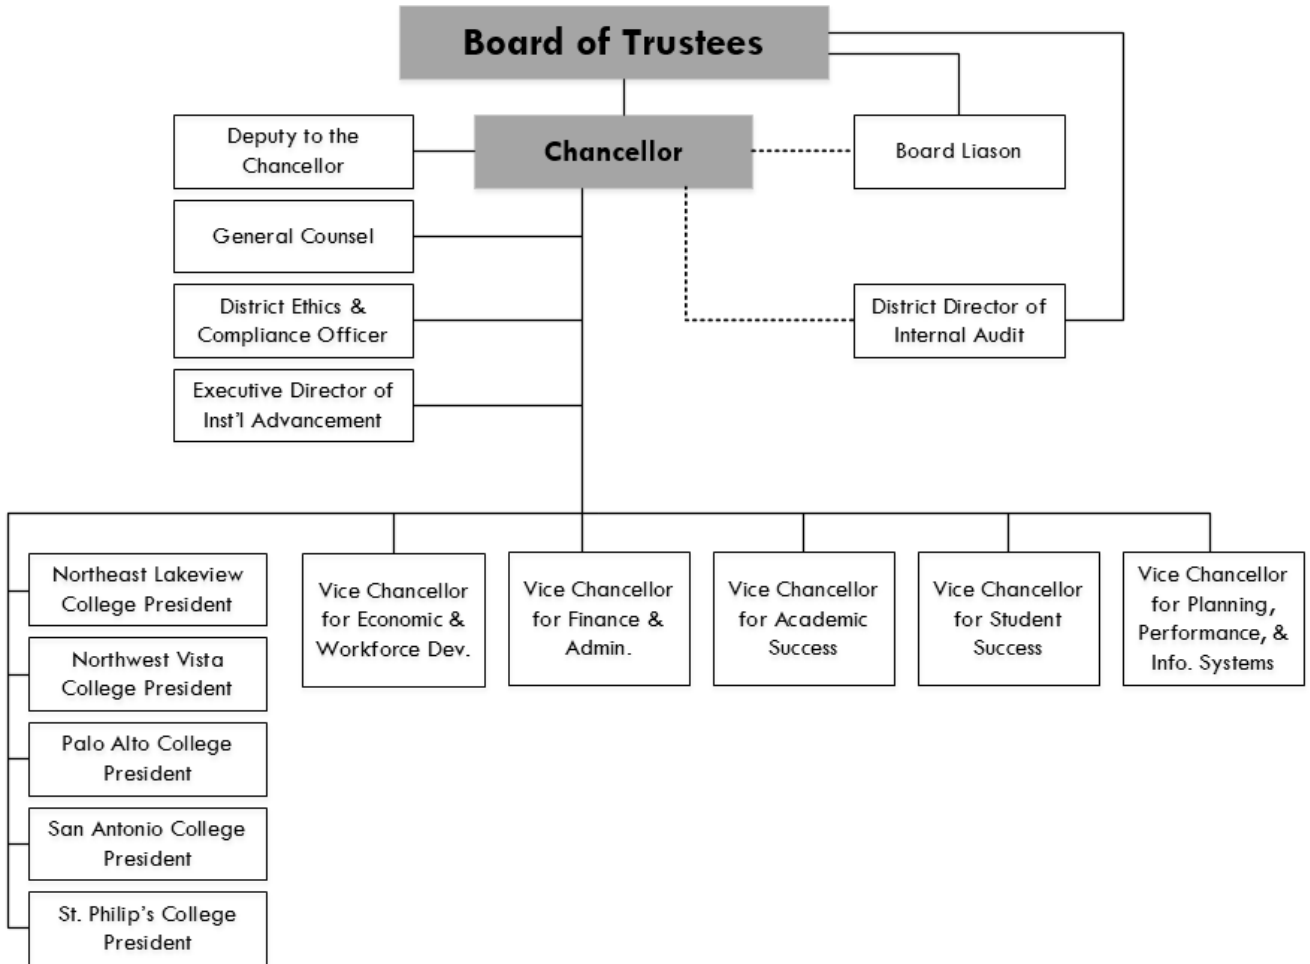 Board of Trustees
Deputy to the
Chancellor
Chancellor
Board Liason
General Counsel
District Ethics &
Compliance Officer
District Director of
Internal Audit
Executive Director of
Inst'l Advancement
Northeast Lakeview
College President
Northwest Vista
College President
Palo Alto College
President
San Antonio College
President
St. Philip's College
President
Vice Chancellor
for Economic &
Workforce Dev.
Vice Chancellor
for Finance &
Admin.
Vice Chancellor
for Academic
Success
Vice Chancellor
for Student
Success
Vice Chancellor
for Planning,
Performance, &
Info. Systems